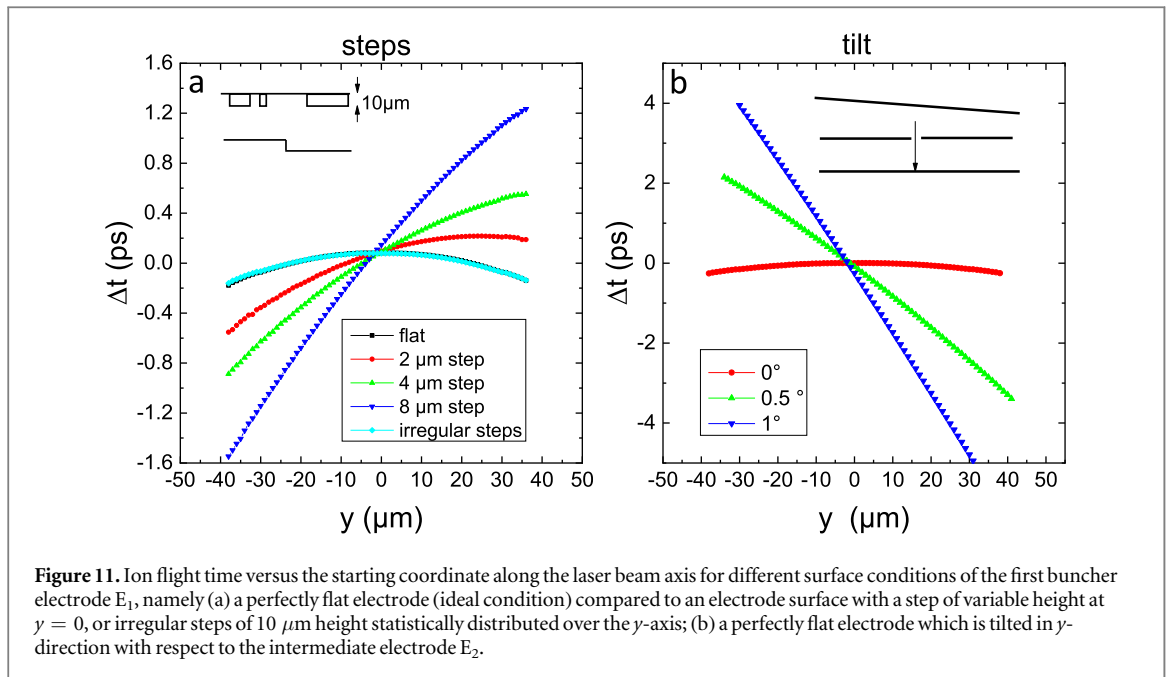 steps
tilt
a
10μm
1.6
1.2
0.8
0.4
0.0
-0.4
-0.8
-1.2
-1.6
Δt (ps)
flat
2 μm step
4 μm step
8 μm step
irregular steps
-50 -40 -30 -20 -10 0 10 20 30 40 50
y (μm)
b
4
2
0
-2
-4
Δt (ps)
0°
0.5 °
1°
-50 -40 -30 -20 -10 0 10 20 30 40 50
y (μm)
Figure 11. Ion flight time versus the starting coordinate along the laser beam axis for different surface conditions of the first buncher
electrode E₁, namely (a) a perfectly flat electrode (ideal condition) compared to an electrode surface with a step of variable height at
y = 0, or irregular steps of 10 μm height statistically distributed over the y-axis; (b) a perfectly flat electrode which is tilted in y-
direction with respect to the intermediate electrode E₂.